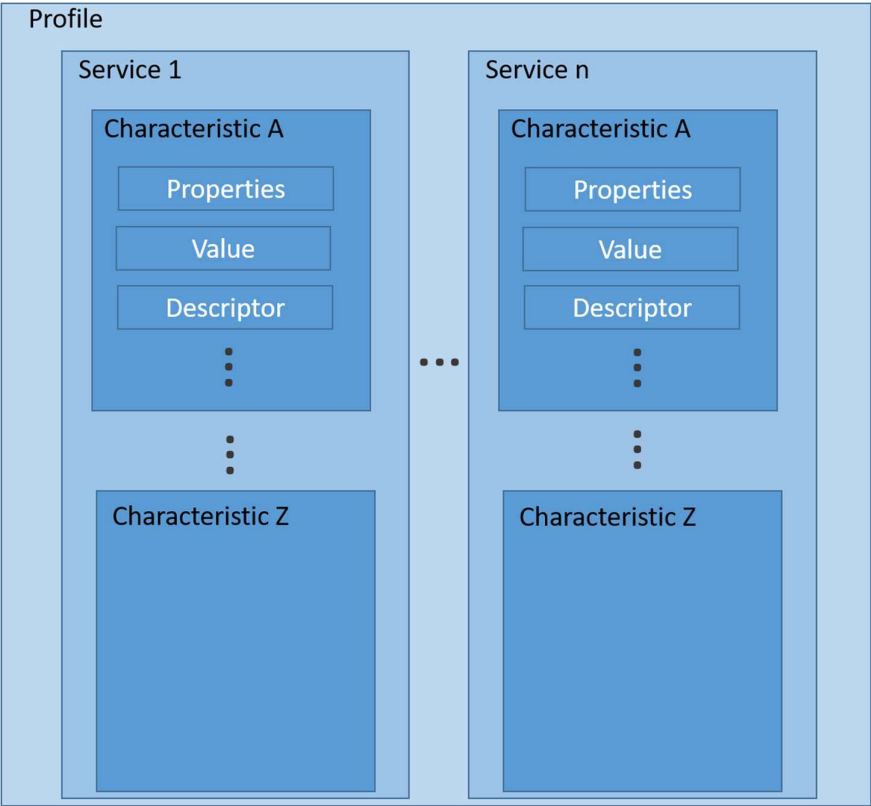 Profile
Service 1
Characteristic A
Properties
Value
Descriptor
Characteristic Z
Service n
Characteristic A
Properties
Value
Descriptor
Characteristic Z